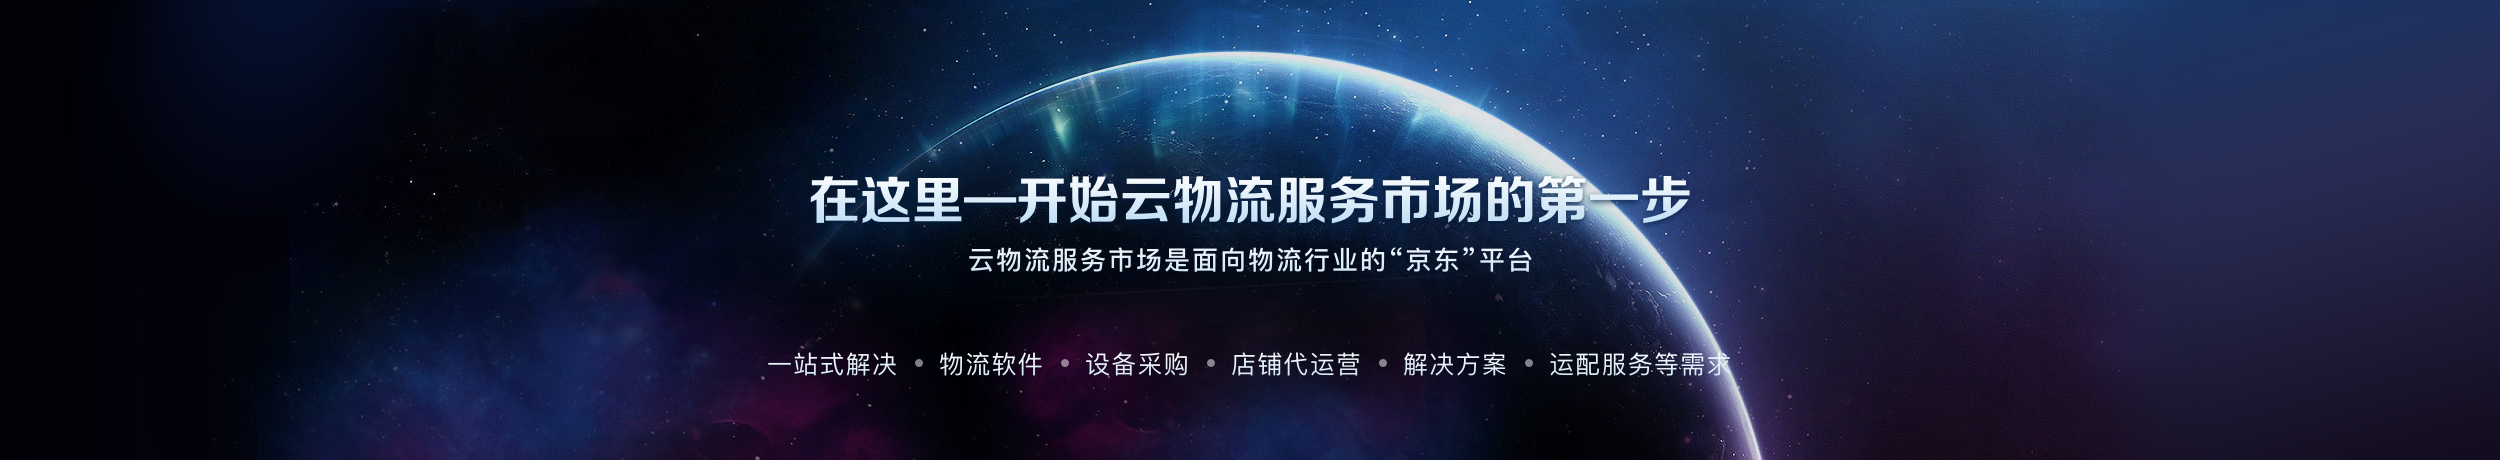 在这里—开始云物流服务市场的第一步
云物流服务市场是面向物流行业的“京东”平台
一站式解决 • 物流软件 • 设备采购 • 店铺代运营 • 解决方案 • 运配服务等需求